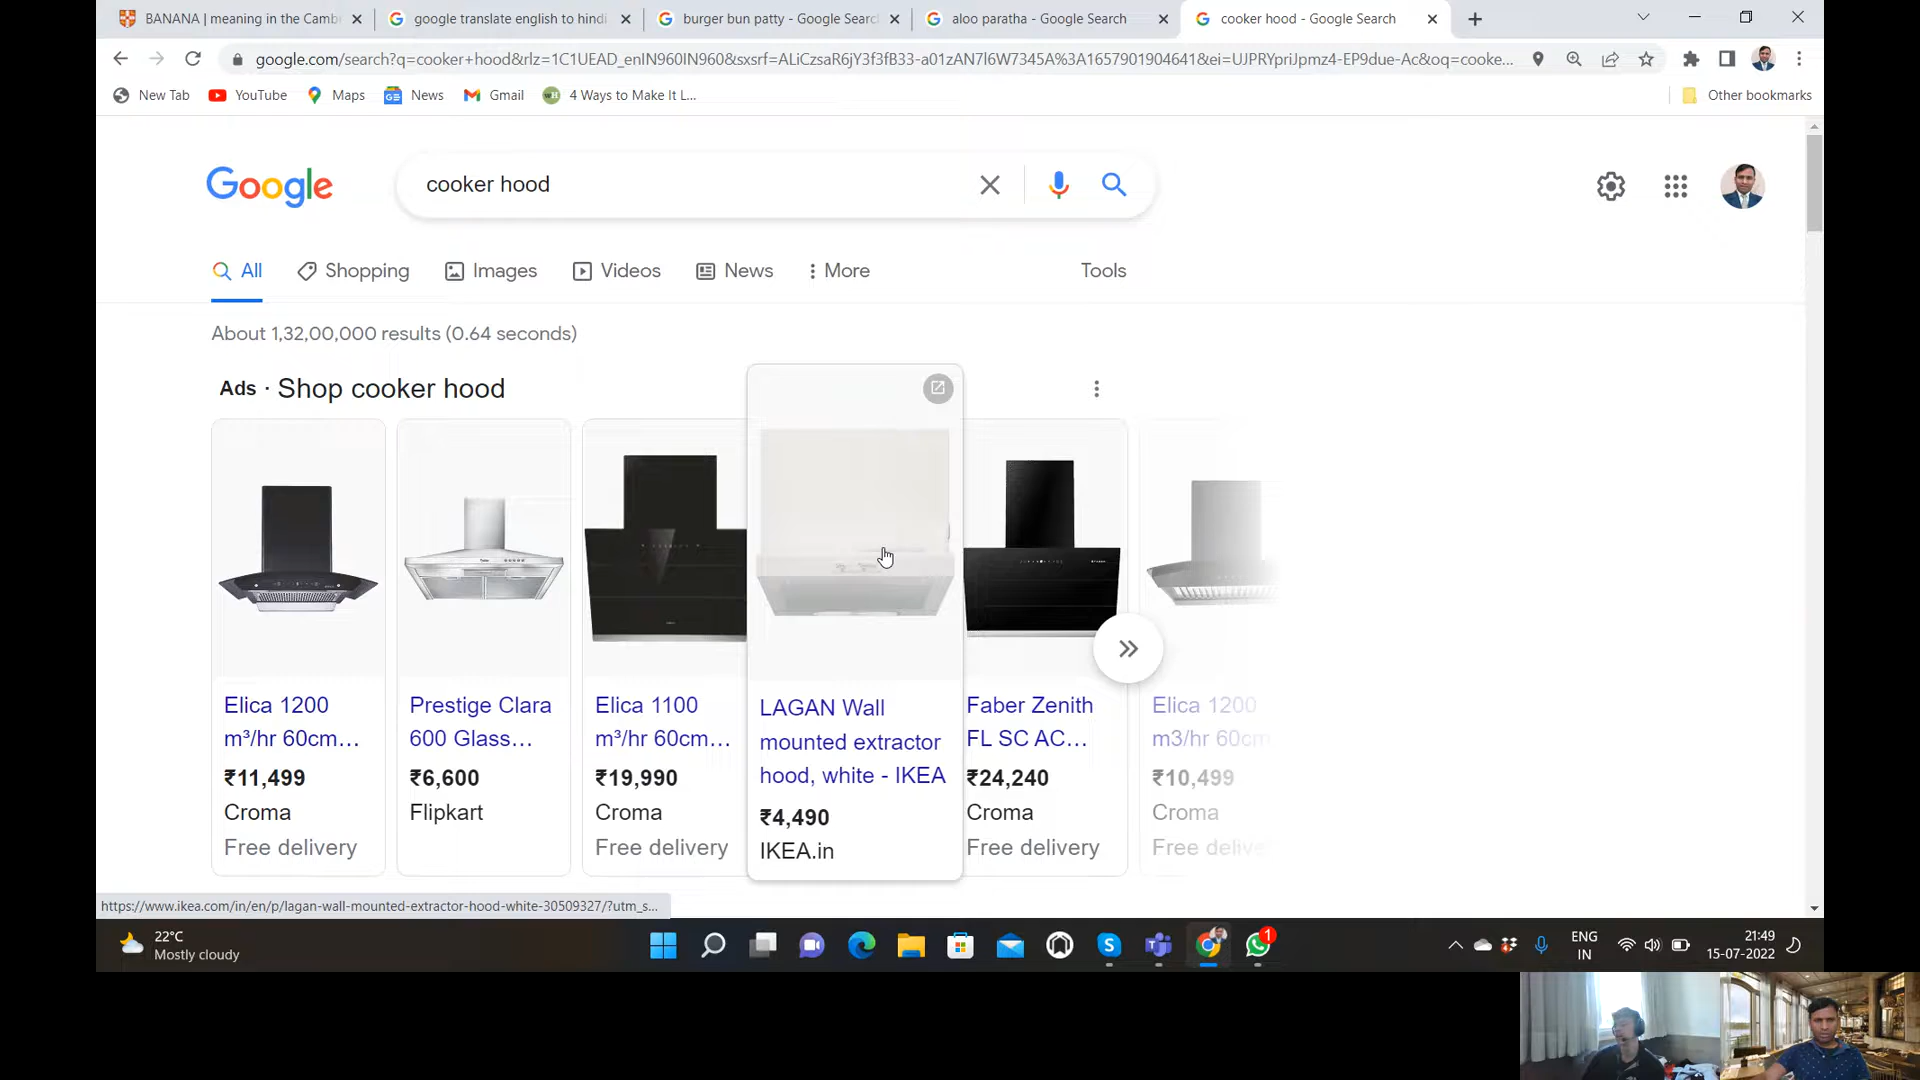 BANANA | meaning in the Camb
google translate english to hindi
burger bun patty - Google Searc
aloo paratha - Google Search
cooker hood - Google Search
google.com/search?q=cooker+hood&rlz=1C1UEAD_enIN960IN960&sxsrf=ALiCzsaR6jY3f3fB33-a01zAN7l6W7345A%3A1657901904641&ei=UJPRYpriJpmz4-EP9due-Ac&oq=cooke...
New Tab
YouTube
Maps
News
Gmail
4 Ways to Make It L...
Other bookmarks
Google
cooker hood
All
Shopping
Images
Videos
News
More
Tools
About 1,32,00,000 results (0.64 seconds)
Ads · Shop cooker hood
Elica 1200
m³/hr 60cm...
₹11,499
Croma
Free delivery
Prestige Clara
600 Glass...
₹6,600
Flipkart
Elica 1100
m³/hr 60cm...
₹19,990
Croma
Free delivery
LAGAN Wall
mounted extractor
hood, white - IKEA
₹4,490
IKEA.in
Faber Zenith
FL SC AC...
₹24,240
Croma
Free delivery
Elica 1200
m3/hr 60cm
₹10,499
Croma
Free delive
https://www.ikea.com/in/en/p/lagan-wall-mounted-extractor-hood-white-30509327/?utm_s...
22°C
Mostly cloudy
1
ENG
IN
21:49
15-07-2022